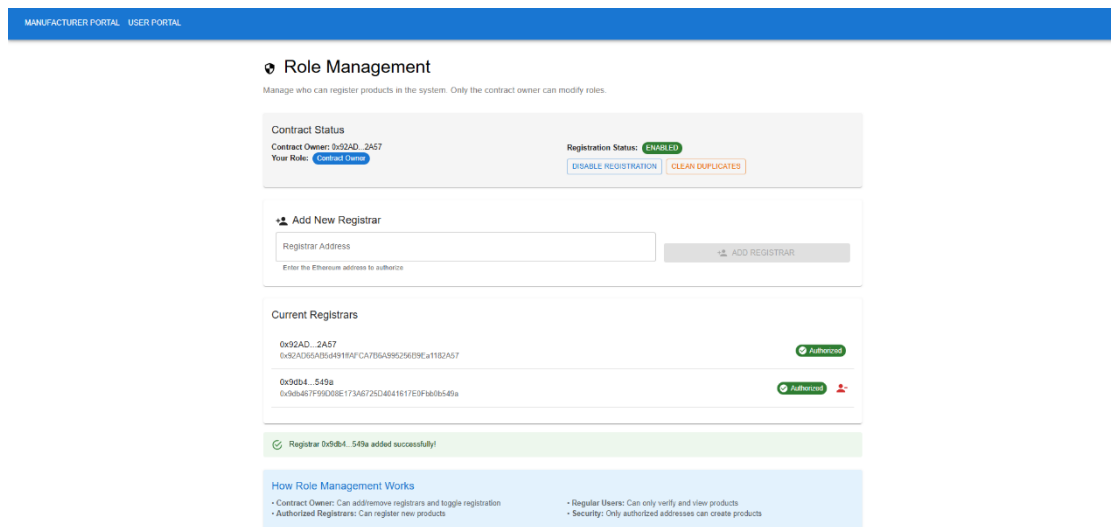 MANUFACTURER PORTAL USER PORTAL
Role Management
Manage who can register products in the system. Only the contract owner can modify roles.
Contract Status
Contract Owner: 0x92AD...2A57
Your Role: Contract Owner
Registration Status: ENABLED
DISABLE REGISTRATION CLEAN DUPLICATES
Add New Registrar
Registrar Address
ADD REGISTRAR
Enter the Ethereum address to authorize
Current Registrars
0x92AD...2A57
Authorized
0x9db4...549a
0x9db467F99D08E173A6725D4041617E0Fbb0b549a
Authorized
Registrar 0x9db4...549a added successfully!
How Role Management Works
• Contract Owner: Can add/remove registrars and toggle registration
• Authorized Registrars: Can register new products
• Regular Users: Can only verify and view products
• Security: Only authorized addresses can create products